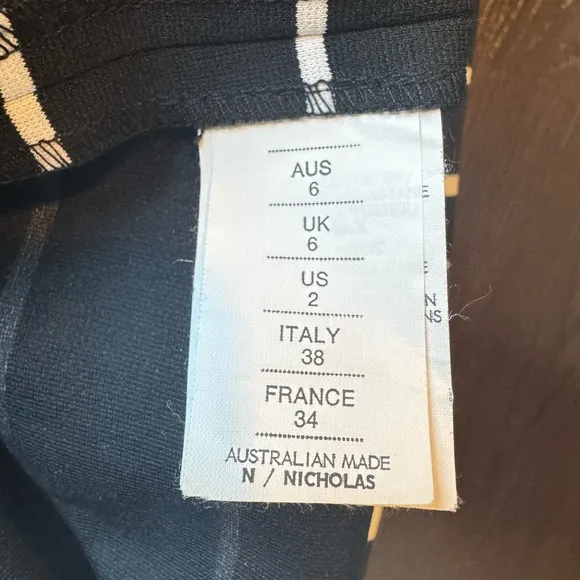 AUS
6
UK
6
US
2
ITALY
38
FRANCE
34
AUSTRALIAN MADE
N / NICHOLAS